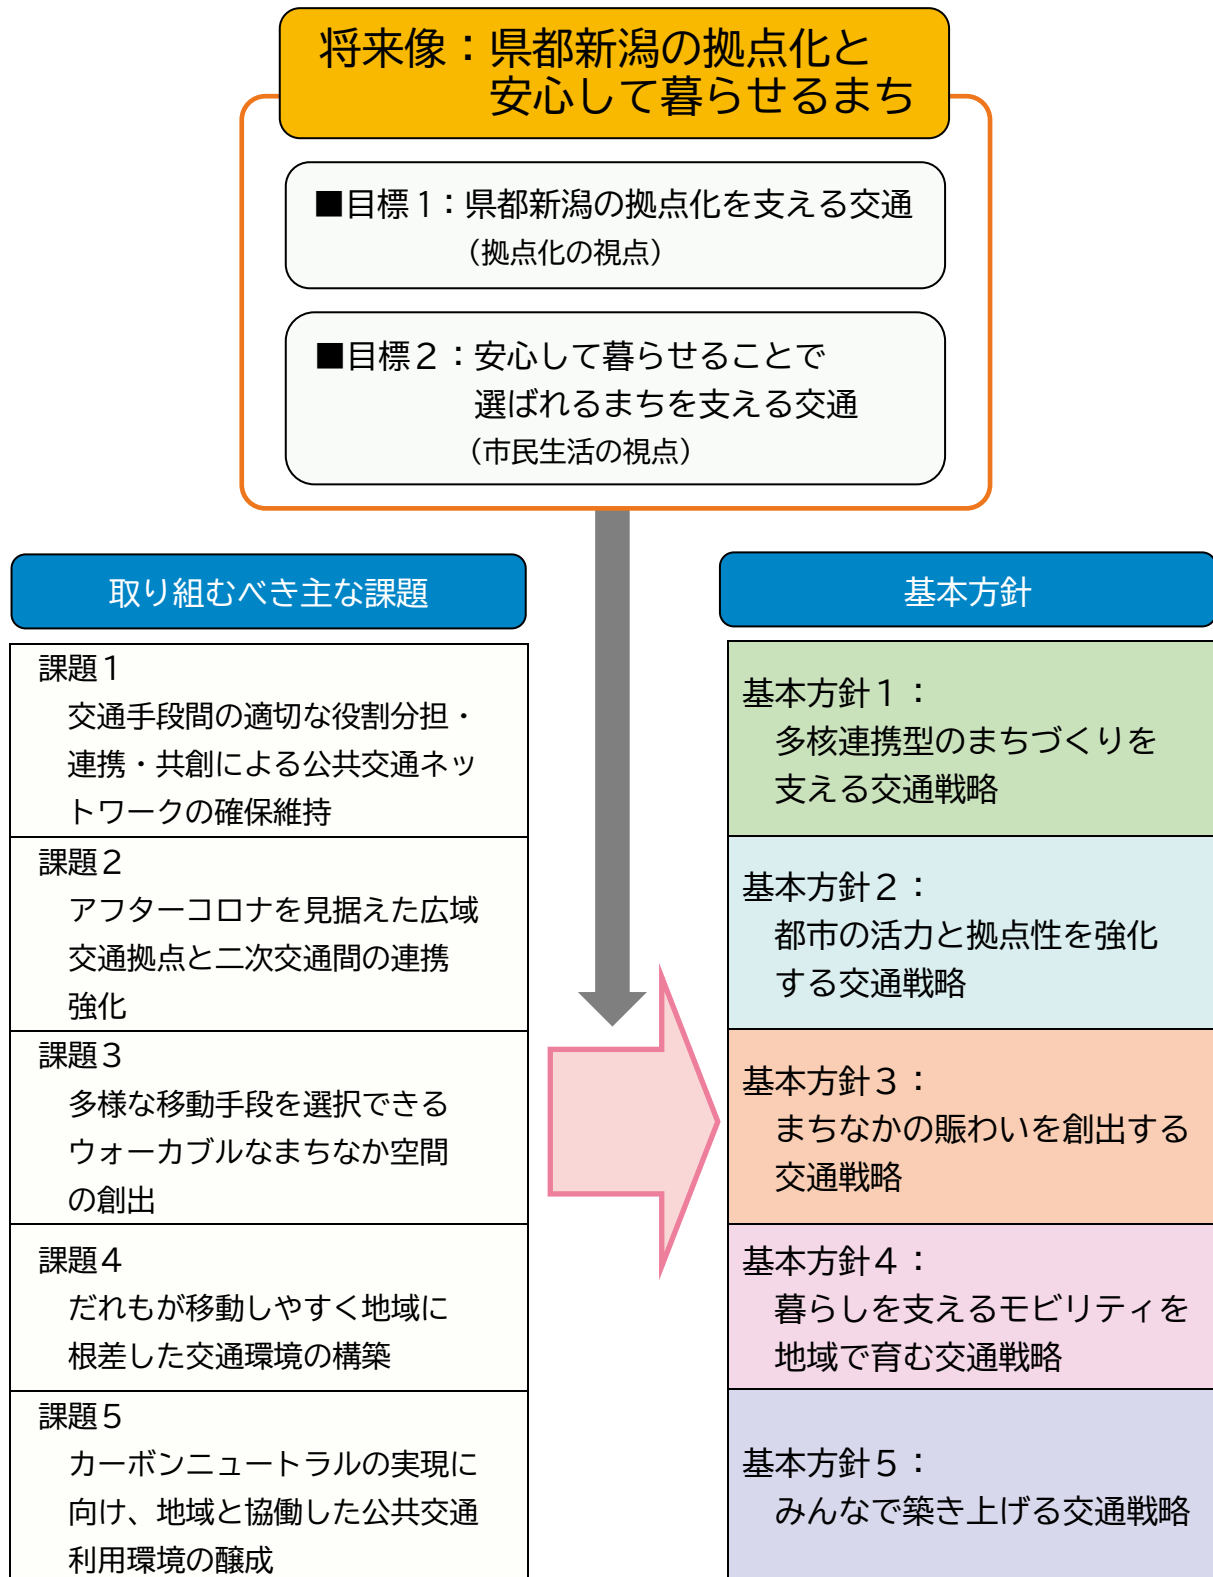 将来像：県都新潟の拠点化と
安心して暮らせるまち
■目標１：県都新潟の拠点化を支える交通
（拠点化の視点）
■目標２：安心して暮らせることで
選ばれるまちを支える交通
（市民生活の視点）
取り組むべき主な課題
課題１
交通手段間の適切な役割分担・
連携・共創による公共交通ネッ
トワークの確保維持
課題２
アフターコロナを見据えた広域
交通拠点と二次交通間の連携
強化
課題３
多様な移動手段を選択できる
ウォーカブルなまちなか空間
の創出
課題４
だれもが移動しやすく地域に
根差した交通環境の構築
課題５
カーボンニュートラルの実現に
向け、地域と協働した公共交通
利用環境の醸成
基本方針
基本方針１：
多核連携型のまちづくりを
支える交通戦略
基本方針２：
都市の活力と拠点性を強化
する交通戦略
基本方針３：
まちなかの賑わいを創出する
交通戦略
基本方針４：
暮らしを支えるモビリティを
地域で育む交通戦略
基本方針５：
みんなで築き上げる交通戦略